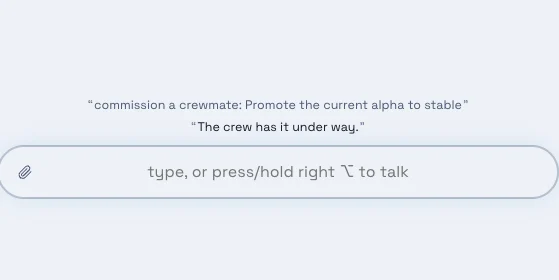 “commission a crewmate: Promote the current alpha to stable”
“The crew has it under way.”
type, or press/hold right ⌥ to talk